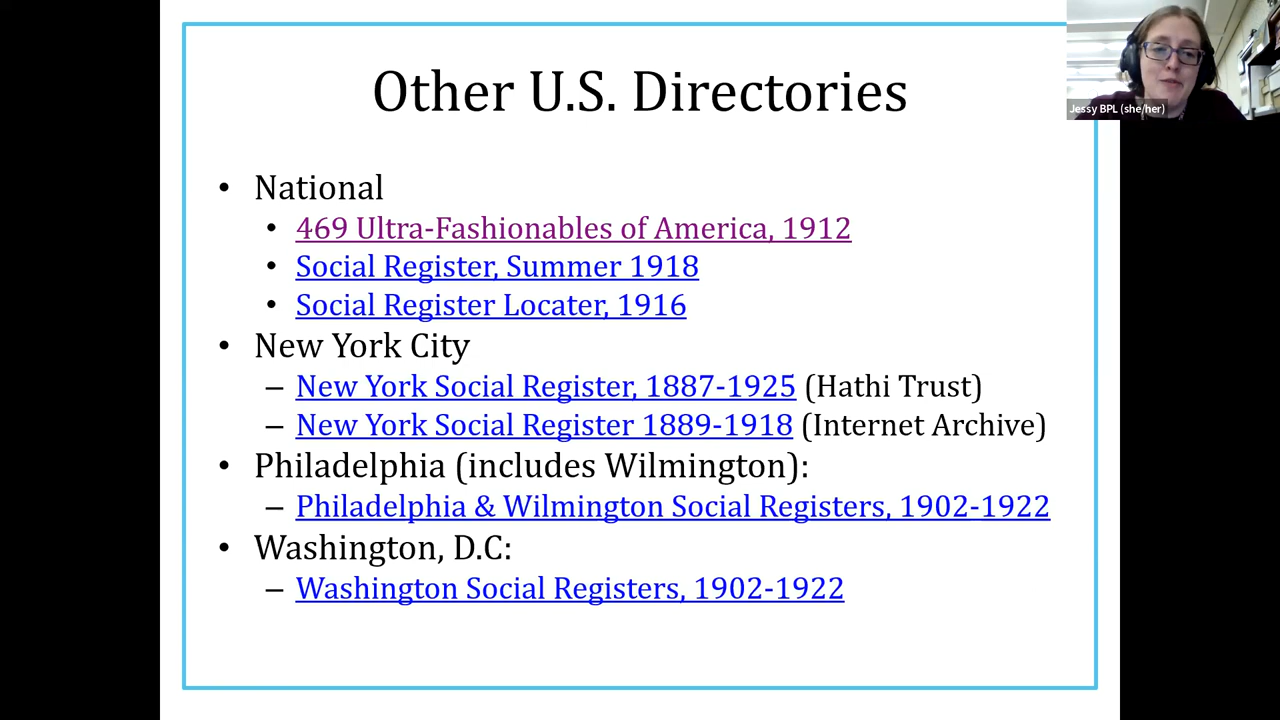 Other U.S. Directories
Jessy BPL (she/her)
• National
• 469 Ultra-Fashionables of America, 1912
• Social Register, Summer 1918
• Social Register Locater, 1916
• New York City
– New York Social Register, 1887-1925 (Hathi Trust)
– New York Social Register 1889-1918 (Internet Archive)
• Philadelphia (includes Wilmington):
– Philadelphia & Wilmington Social Registers, 1902-1922
• Washington, D.C:
– Washington Social Registers, 1902-1922